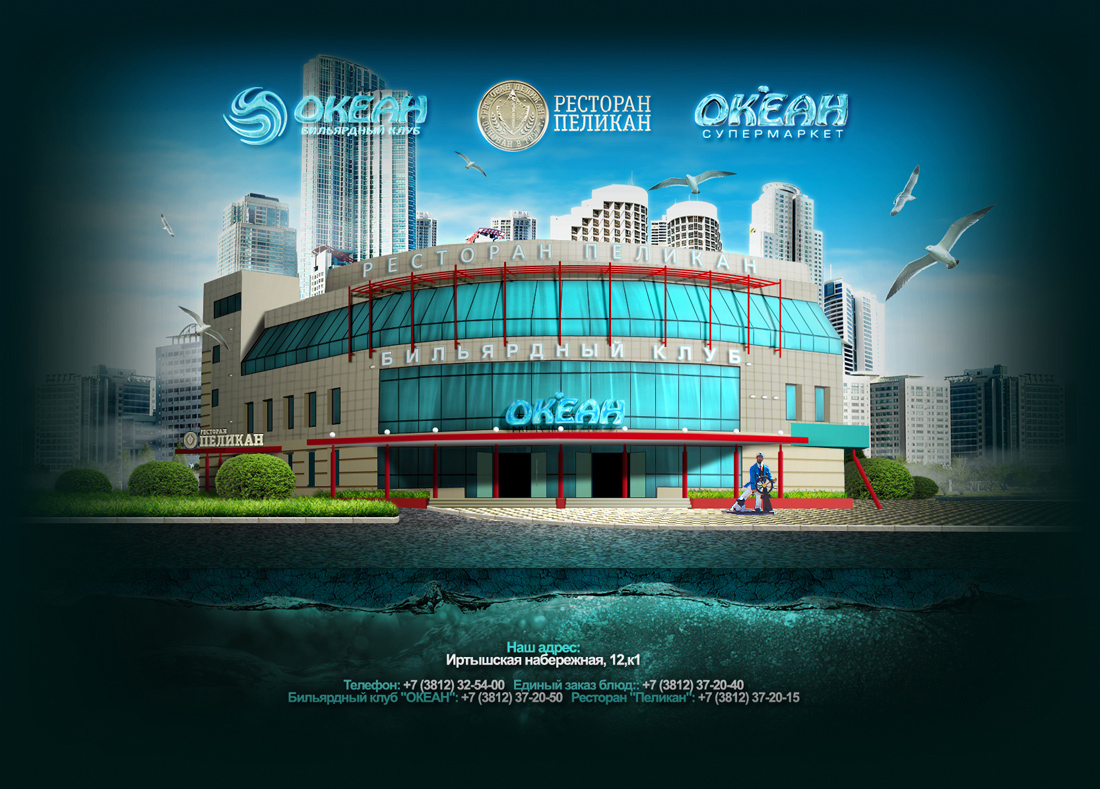 ОКЕАН
БИЛЬЯРДНЫЙ КЛУБ
РЕСТОРАН
ПЕЛИКАН
ОКЕАН
СУПЕРМАРКЕТ
РЕСТОРАН ПЕЛИКАН
БИЛЬЯРДНЫЙ КЛУБ
ОКЕАН
РЕСТОРАН
ПЕЛИКАН
Наш адрес:
Иртышская набережная, 12,к1
Телефон: +7 (3812) 32-54-00 Единый заказ блюд:: +7 (3812) 37-20-40
Бильярдный клуб "ОКЕАН": +7 (3812) 37-20-50 Ресторан "Пеликан": +7 (3812) 37-20-15